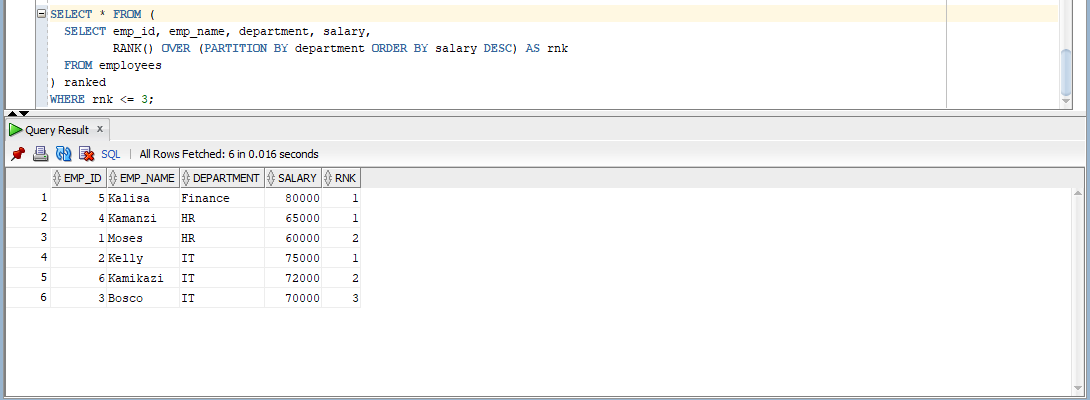 SELECT * FROM (
SELECT emp_id, emp_name, department, salary,
RANK() OVER (PARTITION BY department ORDER BY salary DESC) AS rnk
FROM employees
) ranked
WHERE rnk <= 3;
Query Result x
SQL | All Rows Fetched: 6 in 0.016 seconds
EMP_ID EMP_NAME DEPARTMENT SALARY RNK
1 5 Kalisa Finance 80000 1
2 4 Kamanzi HR 65000 1
3 1 Moses HR 60000 2
4 2 Kelly IT 75000 1
5 6 Kamikazi IT 72000 2
6 3 Bosco IT 70000 3